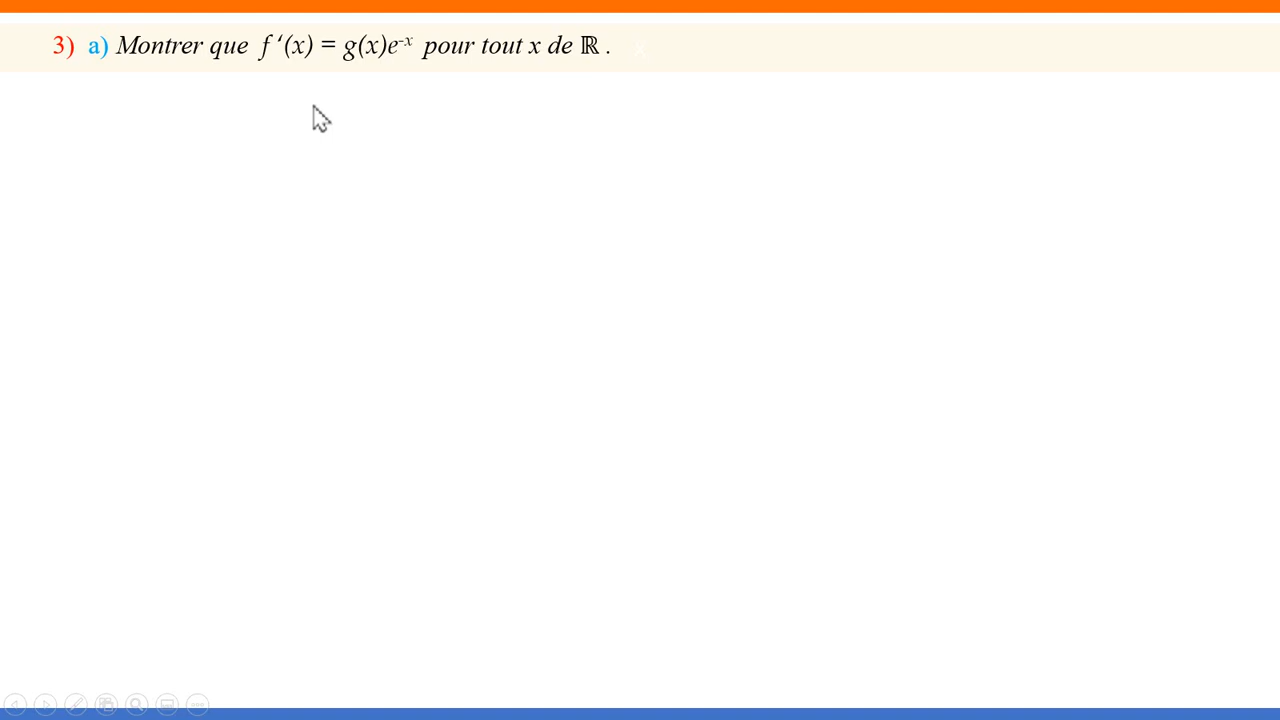 3) a) Montrer que f ‘(x) = g(x)e⁻ˣ pour tout x de ℝ .